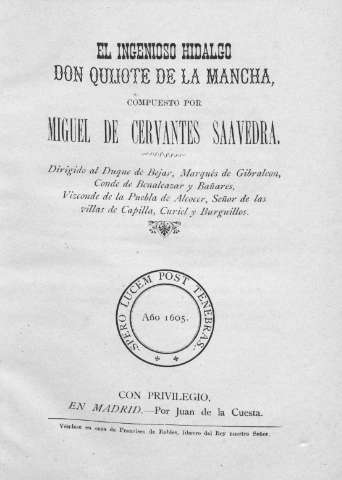 EL INGENIOSO HIDALGO
DON QUIJOTE DE LA MANCHA,
COMPUESTO POR
MIGUEL DE CERVANTES SAAVEDRA.
Dirigido al Duque de Bejar, Marqués de Gibraleon,
Conde de Benalcazar y Bañares,
Vizconde de la Puebla de Alcocer, Señor de las
villas de Capilla, Curiel y Burguillos.
SPERO LUCEM POST TENEBRAS.
Año 1605.
CON PRIVILEGIO,
EN MADRID.—Por Juan de la Cuesta.
Vendese en casa de Francisco de Robles, librero del Rey nuestro Señor.